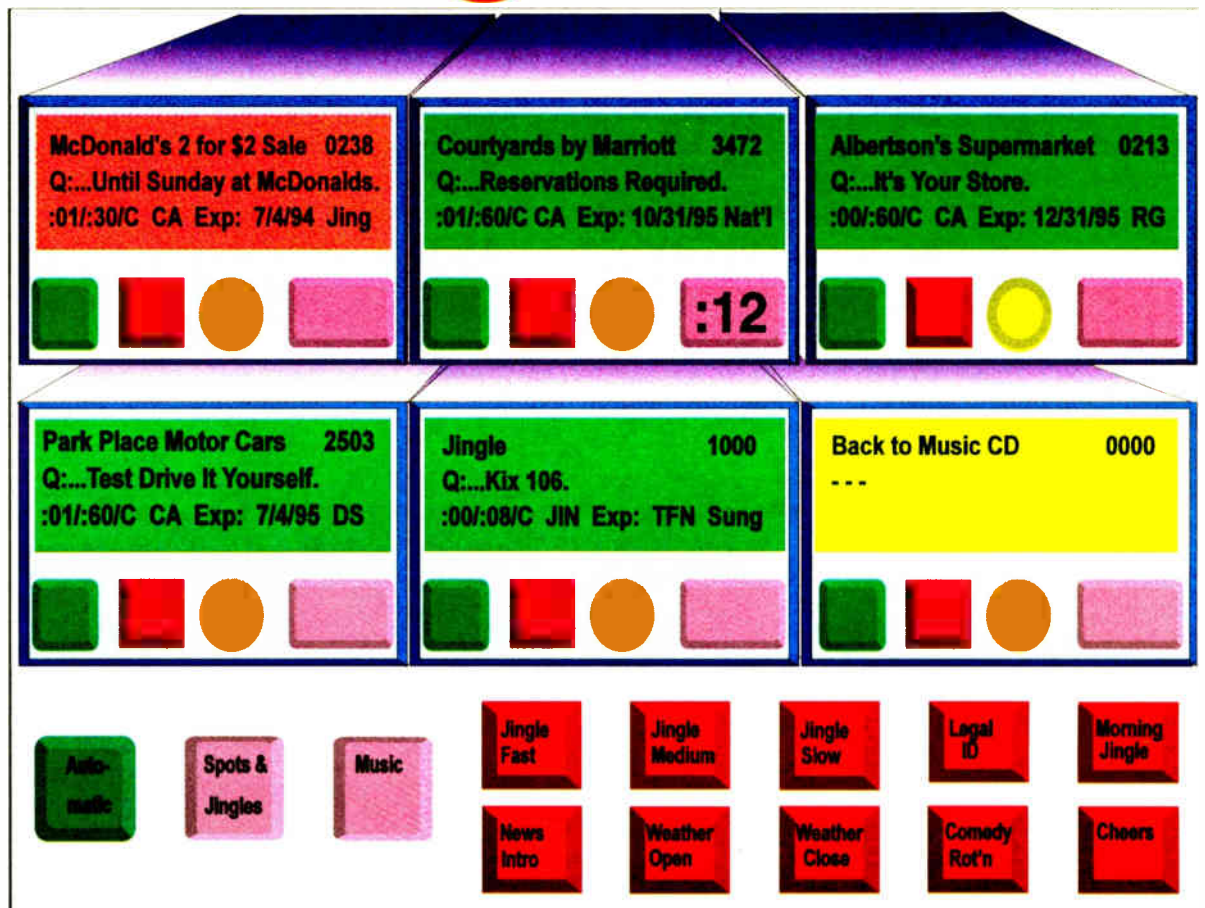 McDonald's 2 for $2 Sale 0238
Q:...Until Sunday at McDonalds.
:01/:30/C CA Exp: 7/4/94 Jing
Courtyards by Marriott 3472
Q:...Reservations Required.
:01/:60/C CA Exp: 10/31/95 Nat'l
:12
Albertson's Supermarket 0213
Q:...It's Your Store.
:00/:60/C CA Exp: 12/31/95 RG
Park Place Motor Cars 2503
Q:...Test Drive It Yourself.
:01/:60/C CA Exp: 7/4/95 DS
Jingle 1000
Q:...Kix 106.
:00/:08/C JIN Exp: TFN Sung
Back to Music CD 0000
- - -
Auto-
matic
Spots &
Jingles
Music
Jingle
Fast
Jingle
Medium
Jingle
Slow
Legal
ID
Morning
Jingle
News
Intro
Weather
Open
Weather
Close
Comedy
Rot'n
Cheers